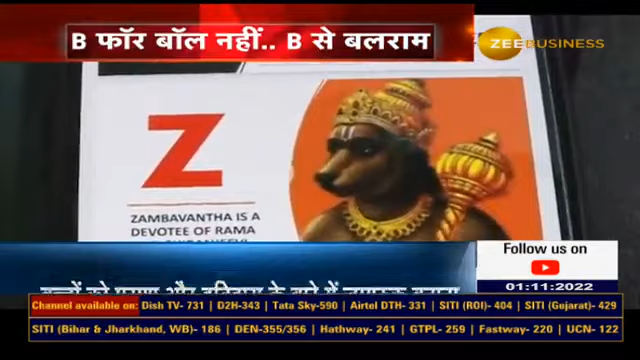 B फॉर बॉल नहीं.. B से बलराम
ZEE BUSINESS
Z
ZAMBAVANTHA IS A
DEVOTEE OF RAMA
Follow us on
01:11:2022
Channel available on: Dish TV- 731 | D2H-343 | Tata Sky-590 | Airtel DTH- 331 | SITI (ROI)- 404 | SITI (Gujarat)- 429
SITI (Bihar & Jharkhand, WB)- 186 | DEN-355/356 | Hathway- 241 | GTPL- 259 | Fastway- 220 | UCN- 122